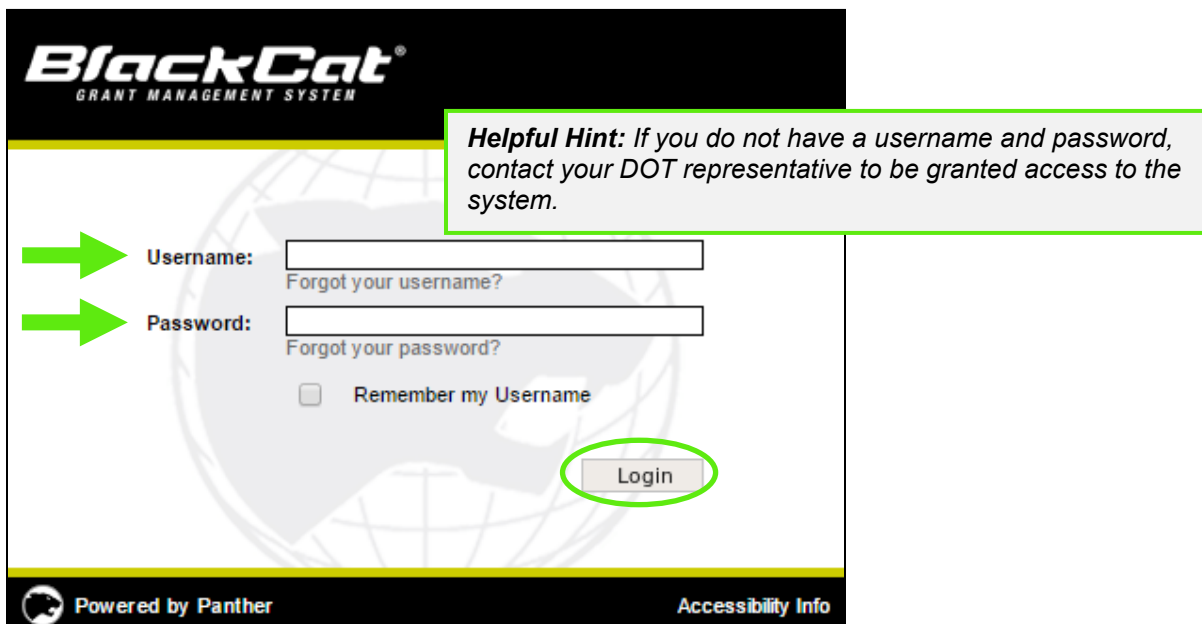 BlackCat®
GRANT MANAGEMENT SYSTEM
Helpful Hint: If you do not have a username and password,
contact your DOT representative to be granted access to the
system.
Username:
Forgot your username?
Password:
Forgot your password?
Remember my Username
Login
Powered by Panther
Accessibility Info